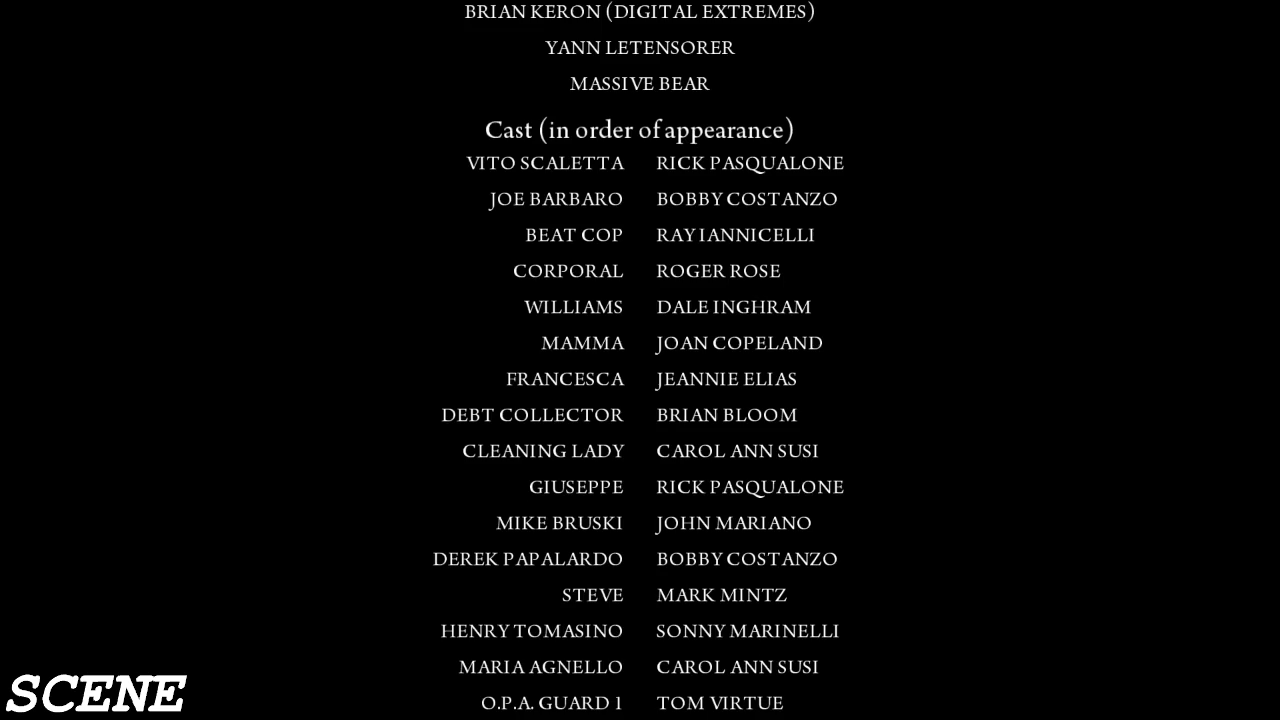 BRIAN KERON (DIGITAL EXTREMES)
YANN LETENSORER
MASSIVE BEAR
Cast (in order of appearance)
VITO SCALETTA RICK PASQUALONE
JOE BARBARO BOBBY COSTANZO
BEAT COP RAY IANNICELLI
CORPORAL ROGER ROSE
WILLIAMS DALE INGHRAM
MAMMA JOAN COPELAND
FRANCESCA JEANNIE ELIAS
DEBT COLLECTOR BRIAN BLOOM
CLEANING LADY CAROL ANN SUSI
GIUSEPPE RICK PASQUALONE
MIKE BRUSKI JOHN MARIANO
DEREK PAPALARDO BOBBY COSTANZO
STEVE MARK MINTZ
HENRY TOMASINO SONNY MARINELLI
MARIA AGNELLO CAROL ANN SUSI
O.P.A. GUARD 1 TOM VIRTUE
SCENE